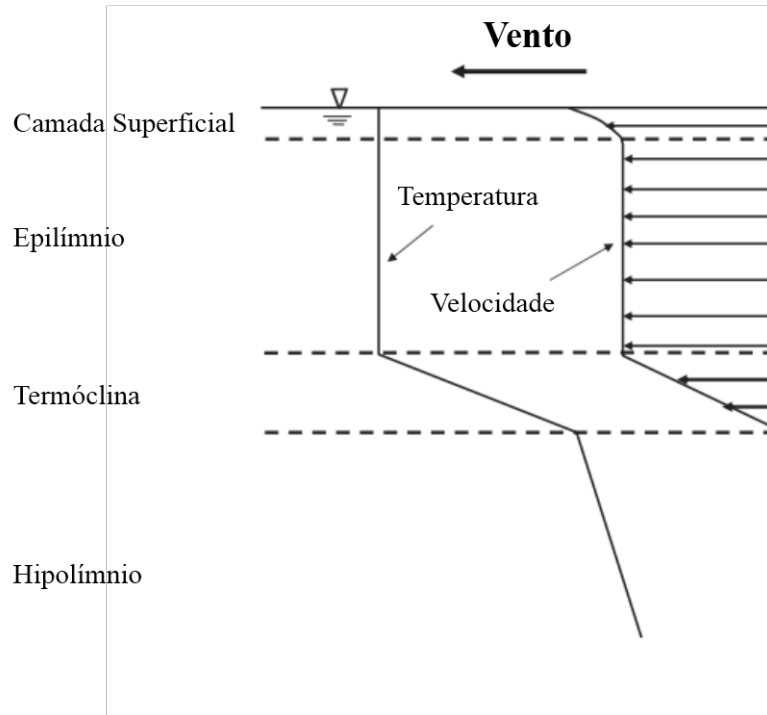 Vento
Camada Superficial
Temperatura
Epilímnio
Velocidade
Termóclina
Hipolímnio